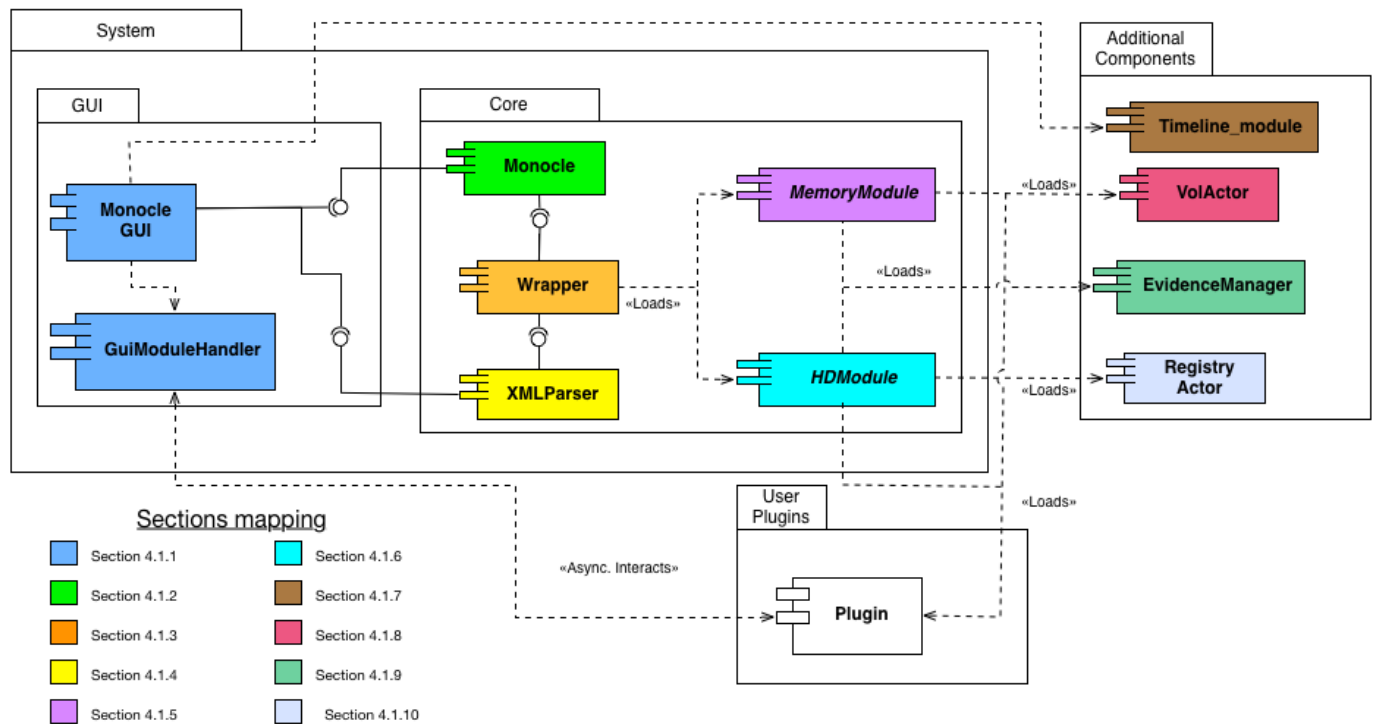 System
GUI
Monocle
GUI
GuiModuleHandler
Core
Monocle
Wrapper
XMLParser
«Loads»
MemoryModule
HDModule
«Loads»
«Loads»
«Loads»
«Loads»
Additional
Components
Timeline_module
VolActor
EvidenceManager
Registry
Actor
User
Plugins
Plugin
«Async. Interacts»
Sections mapping
Section 4.1.1
Section 4.1.2
Section 4.1.3
Section 4.1.4
Section 4.1.5
Section 4.1.6
Section 4.1.7
Section 4.1.8
Section 4.1.9
Section 4.1.10